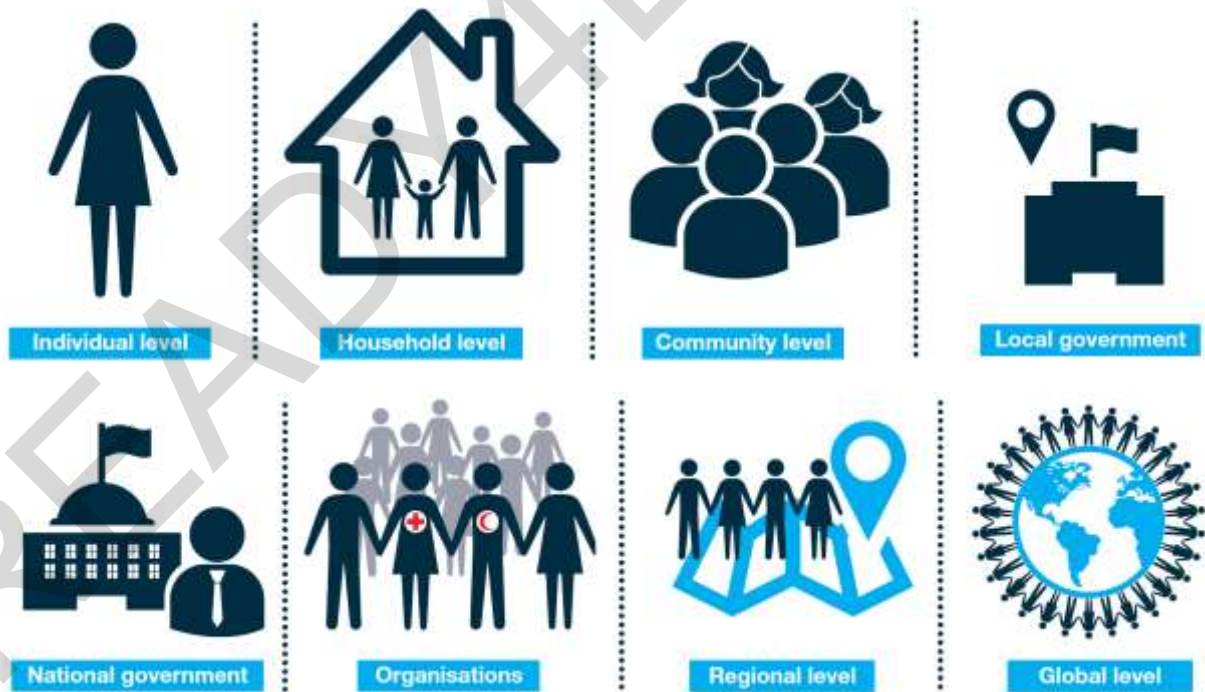 Individual level
Household level
Community level
Local government
National government
Organisations
Regional level
Global level